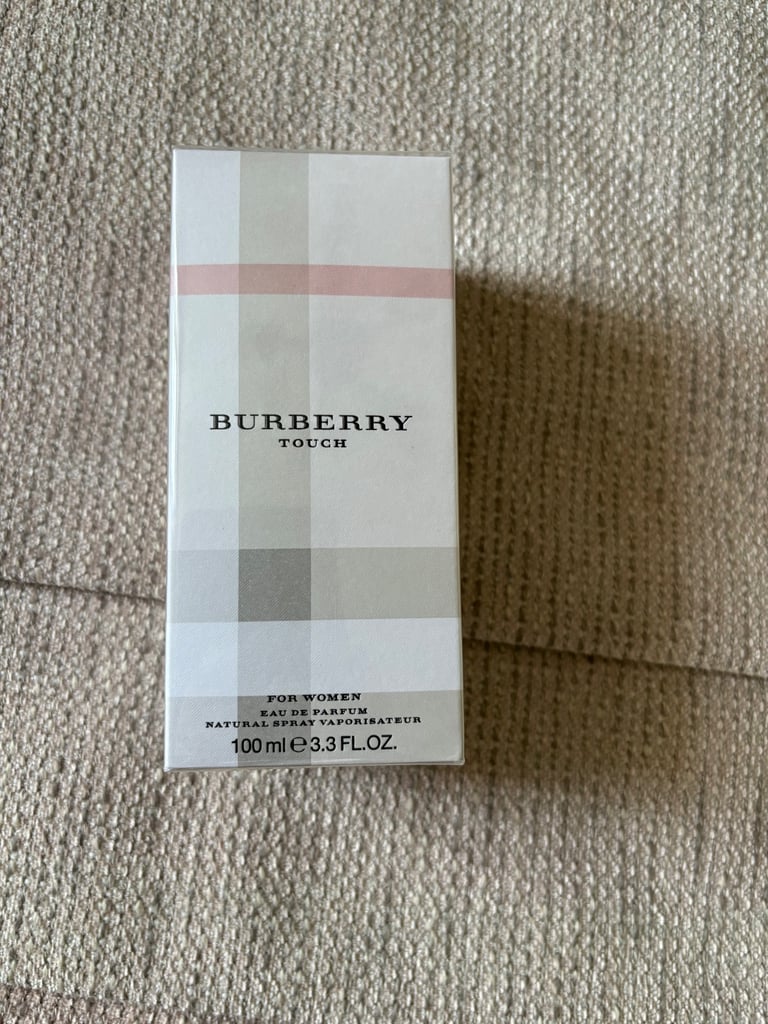 BURBERRY
TOUCH
FOR WOMEN
EAU DE PARFUM
NATURAL SPRAY VAPORISATEUR
100 ml ℮ 3.3 FL.OZ.